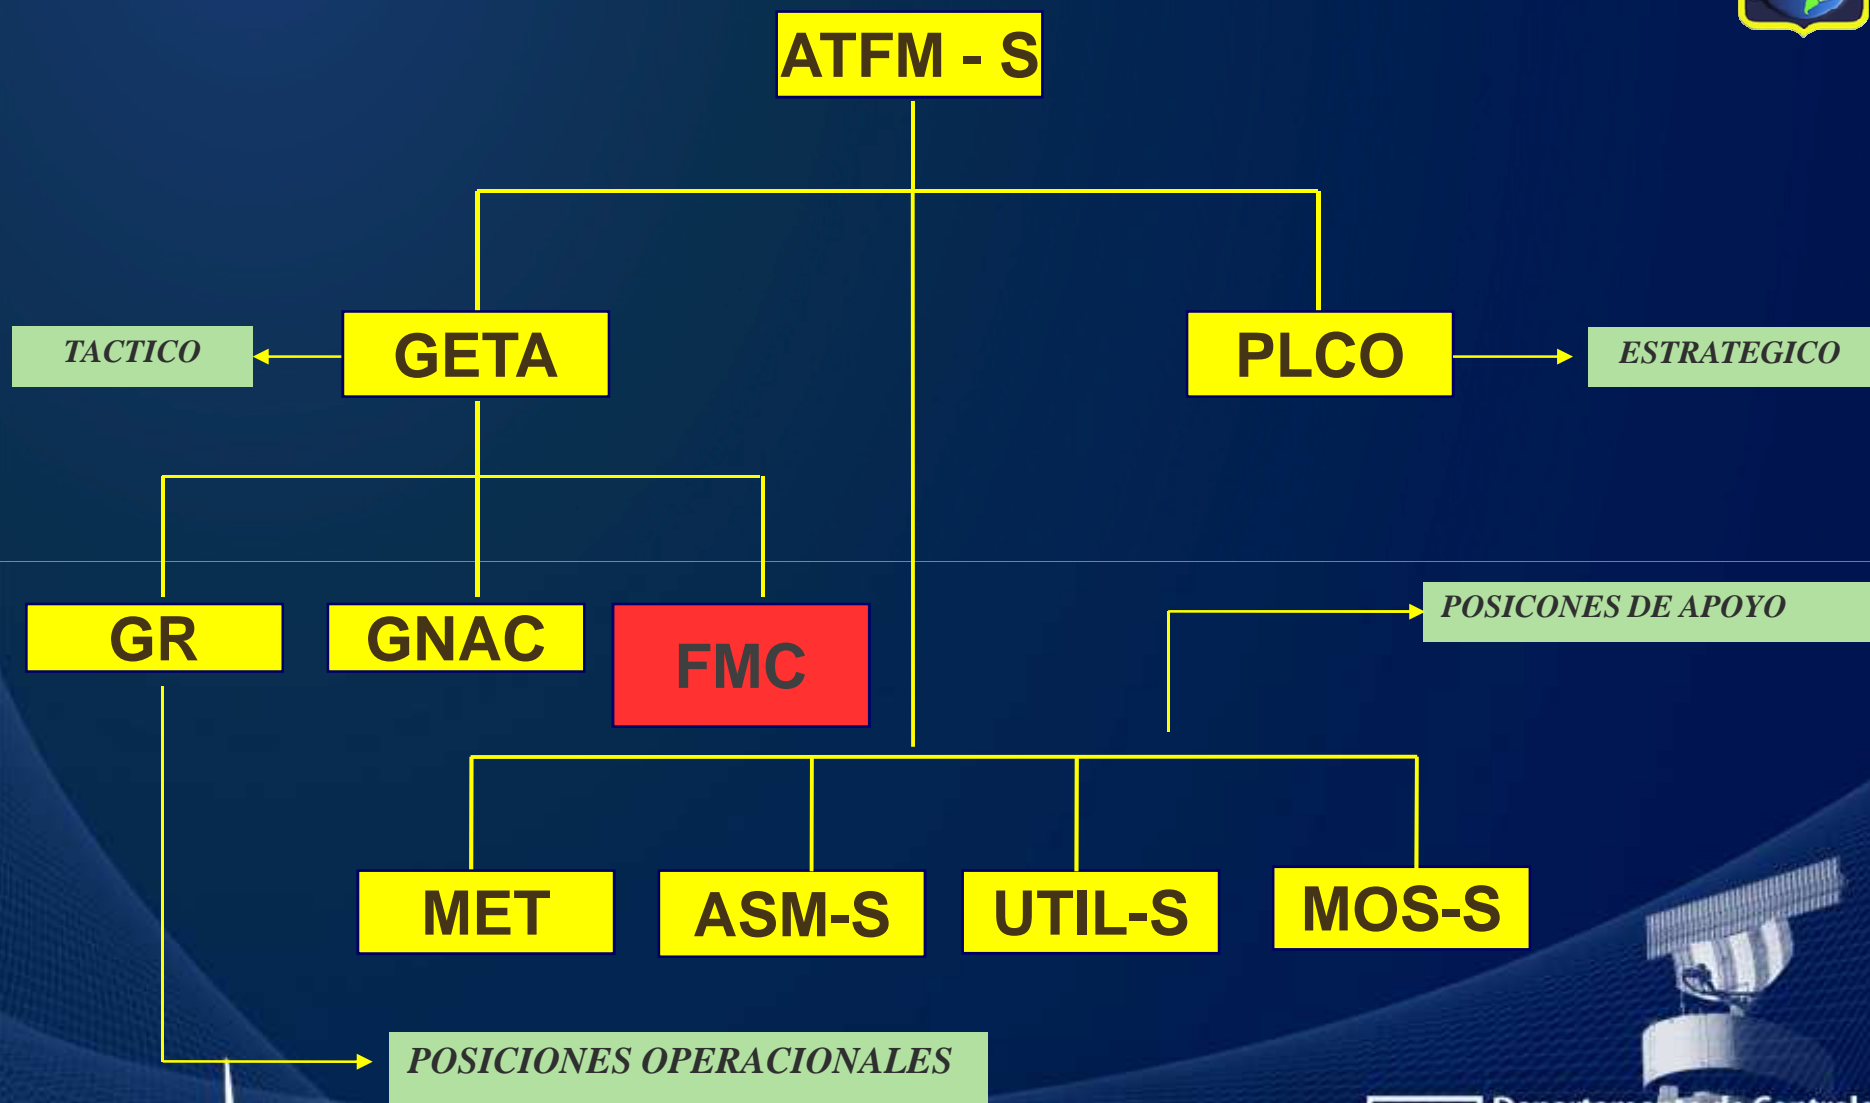 ATFM - S
TACTICO
GETA
PLCO
ESTRATEGICO
GR
GNAC
FMC
POSICONES DE APOYO
MET
ASM-S
UTIL-S
MOS-S
POSICIONES OPERACIONALES